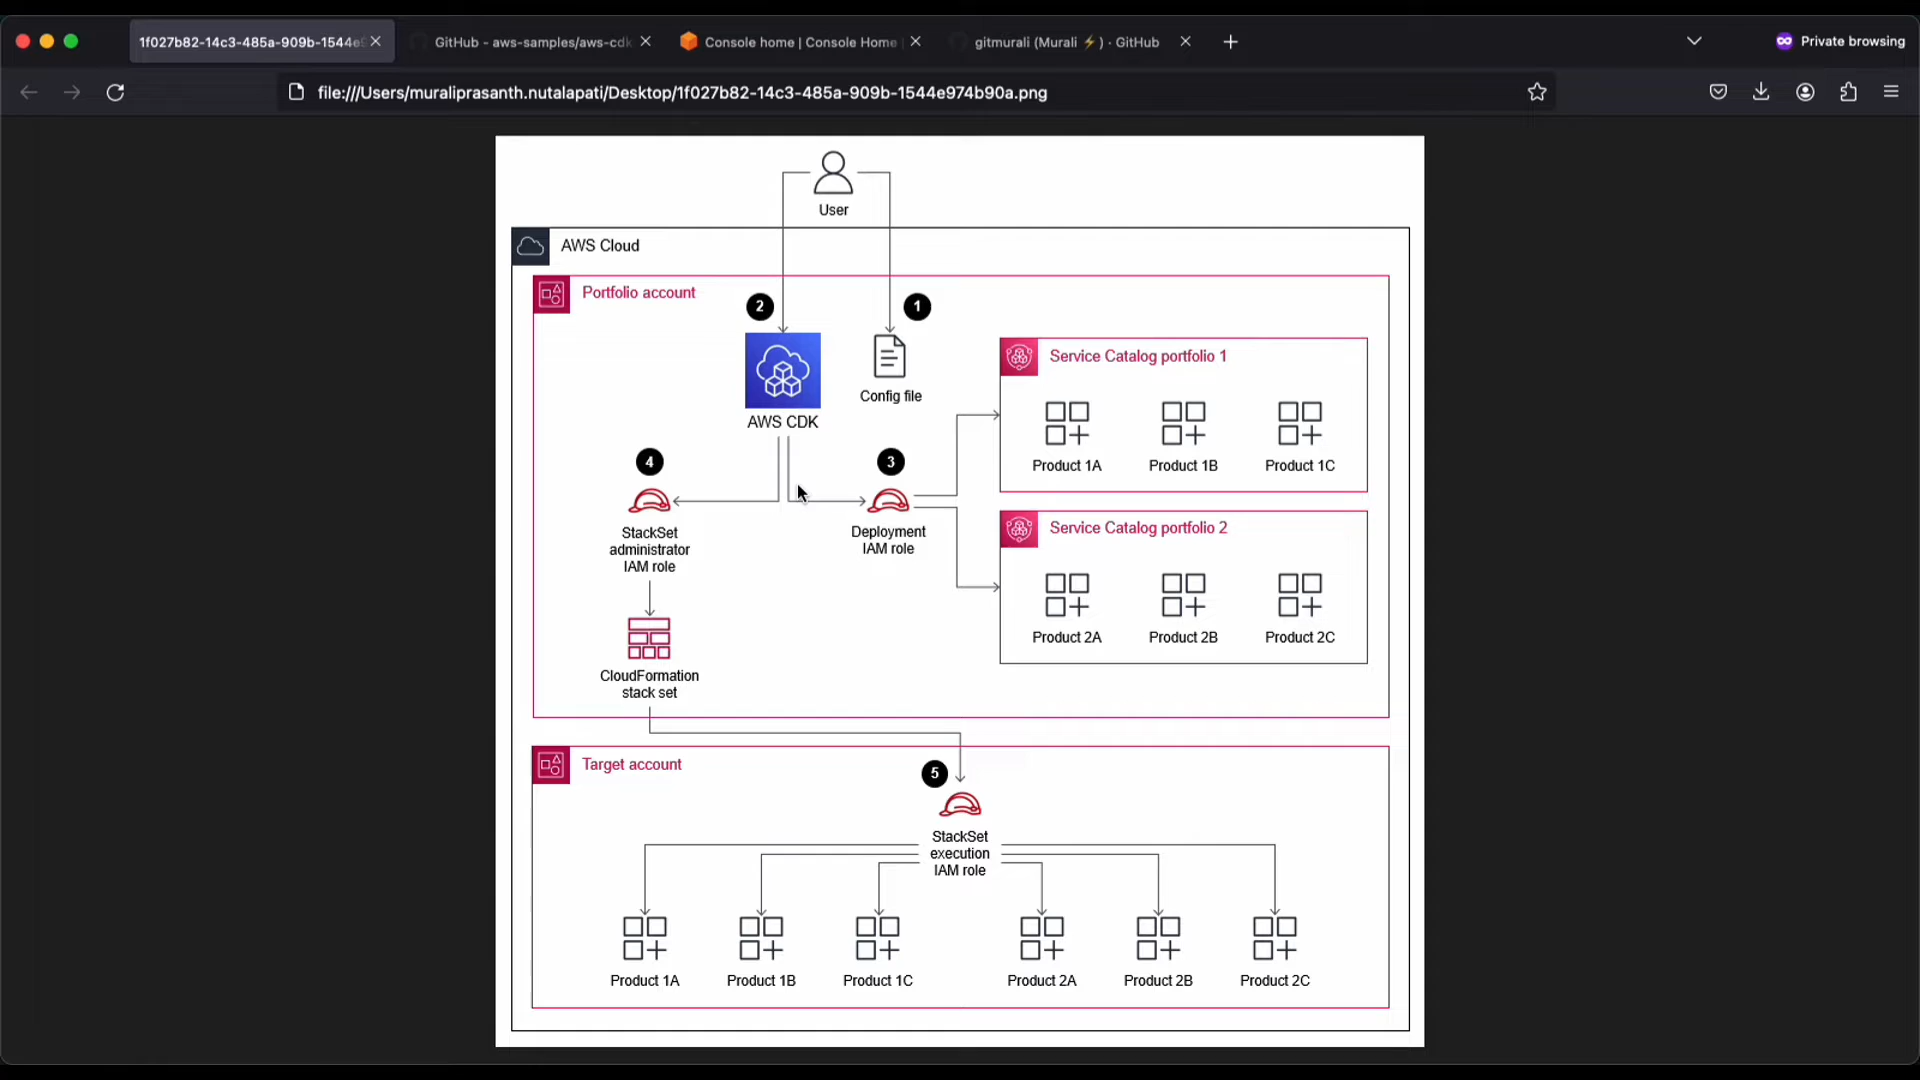 1f027b82-14c3-485a-909b-1544e
GitHub - aws-samples/aws-cdk
Console home | Console Home
gitmurali (Murali ⚡) · GitHub
Private browsing
file:///Users/muraliprasanth.nutalapati/Desktop/1f027b82-14c3-485a-909b-1544e974b90a.png
User
AWS Cloud
Portfolio account
2
1
AWS CDK
Config file
Service Catalog portfolio 1
Product 1A
Product 1B
Product 1C
4
3
StackSet
administrator
IAM role
Deployment
IAM role
Service Catalog portfolio 2
Product 2A
Product 2B
Product 2C
CloudFormation
stack set
Target account
5
StackSet
execution
IAM role
Product 1A
Product 1B
Product 1C
Product 2A
Product 2B
Product 2C